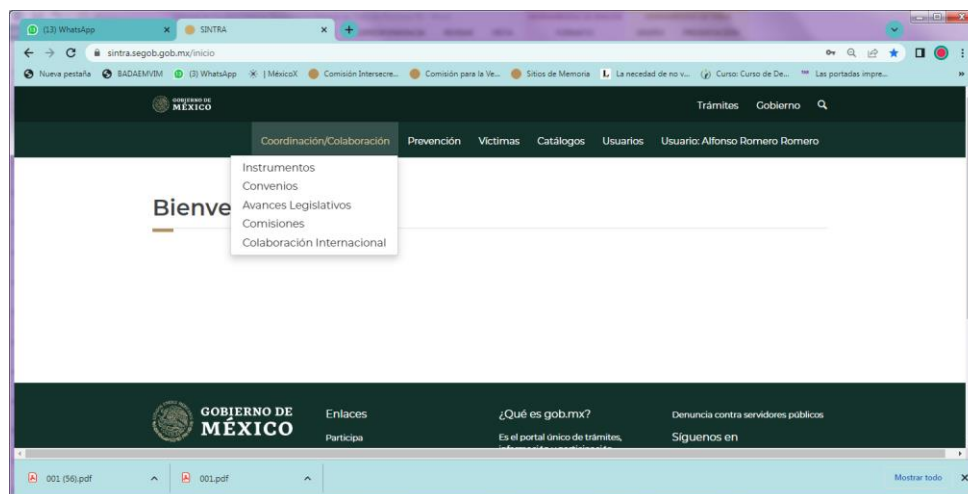 (13) WhatsApp
SINTRA
sintra.segob.gob.mx/inicio
Nueva pestaña BADAEMVIM (3) WhatsApp | MéxicoX Comisión Intersecre... Comisión para la Ve... Sitios de Memoria La necedad de no v... Curso: Curso de De... Las portadas impre...
GOBIERNO DE
MÉXICO
Trámites Gobierno
Coordinación/Colaboración Prevención Víctimas Catálogos Usuarios Usuario: Alfonso Romero Romero
Instrumentos
Convenios
Avances Legislativos
Comisiones
Colaboración Internacional
Bienve
GOBIERNO DE
MÉXICO
Enlaces
Participa
¿Qué es gob.mx?
Es el portal único de trámites,
Denuncia contra servidores públicos
Síguenos en
001 (56).pdf 001.pdf Mostrar todo